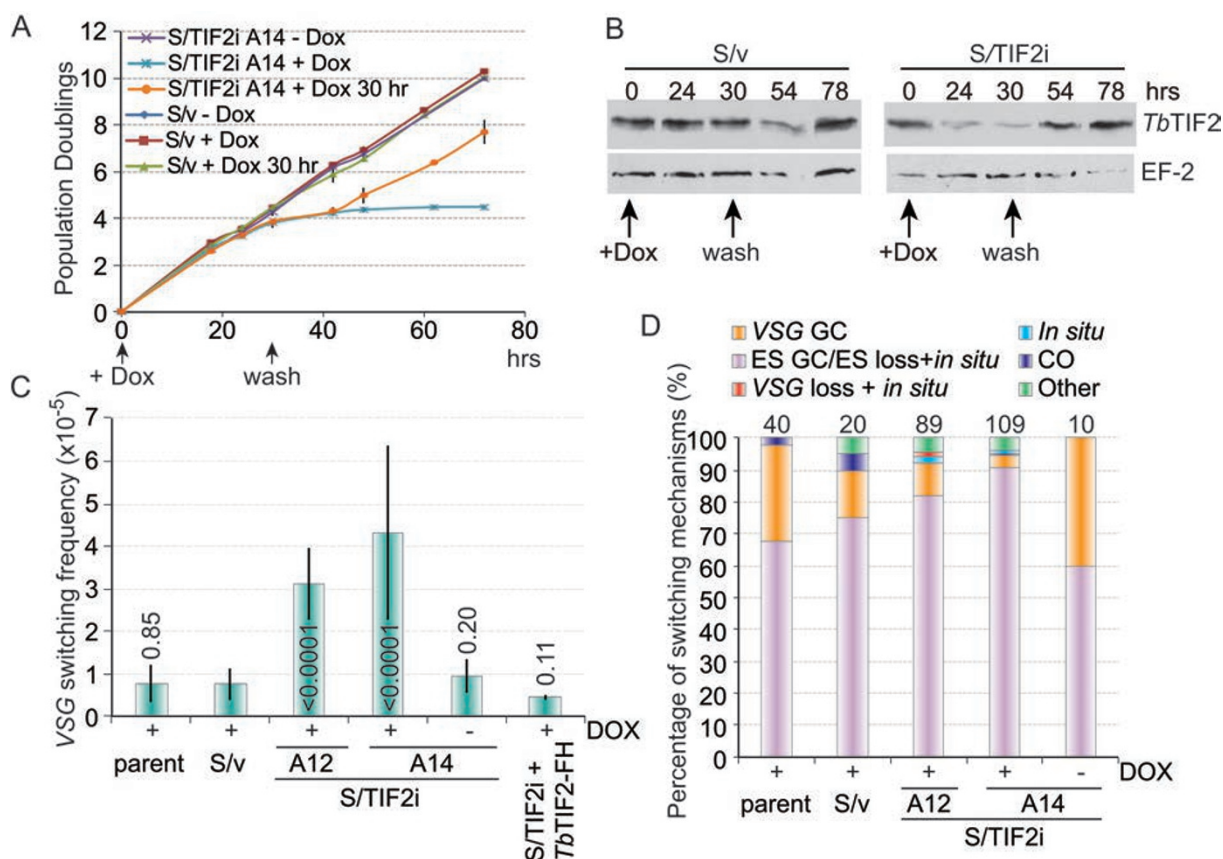 A
Population Doublings
12
10
8
6
4
2
0
S/TIF2i A14 - Dox
S/TIF2i A14 + Dox
S/TIF2i A14 + Dox 30 hr
S/v - Dox
S/v + Dox
S/v + Dox 30 hr
0 20 40 60 80
hrs
+ Dox wash
B
S/v S/TIF2i
0 24 30 54 78 0 24 30 54 78 hrs
TbTIF2
EF-2
+Dox wash +Dox wash
C
VSG switching frequency (x10-5)
7
6
5
4
3
2
1
0
0.85 <0.0001 <0.0001 0.20 0.11
+ + + + - + DOX
parent S/v A12 A14 S/TIF2i + TbTIF2-FH
S/TIF2i
D
VSG GC
ES GC/ES loss+in situ
VSG loss + in situ
In situ
CO
Other
Percentage of switching mechanisms (%)
40 20 89 109 10
100
90
80
70
60
50
40
30
20
10
0
+ + + + - DOX
parent S/v A12 A14
S/TIF2i